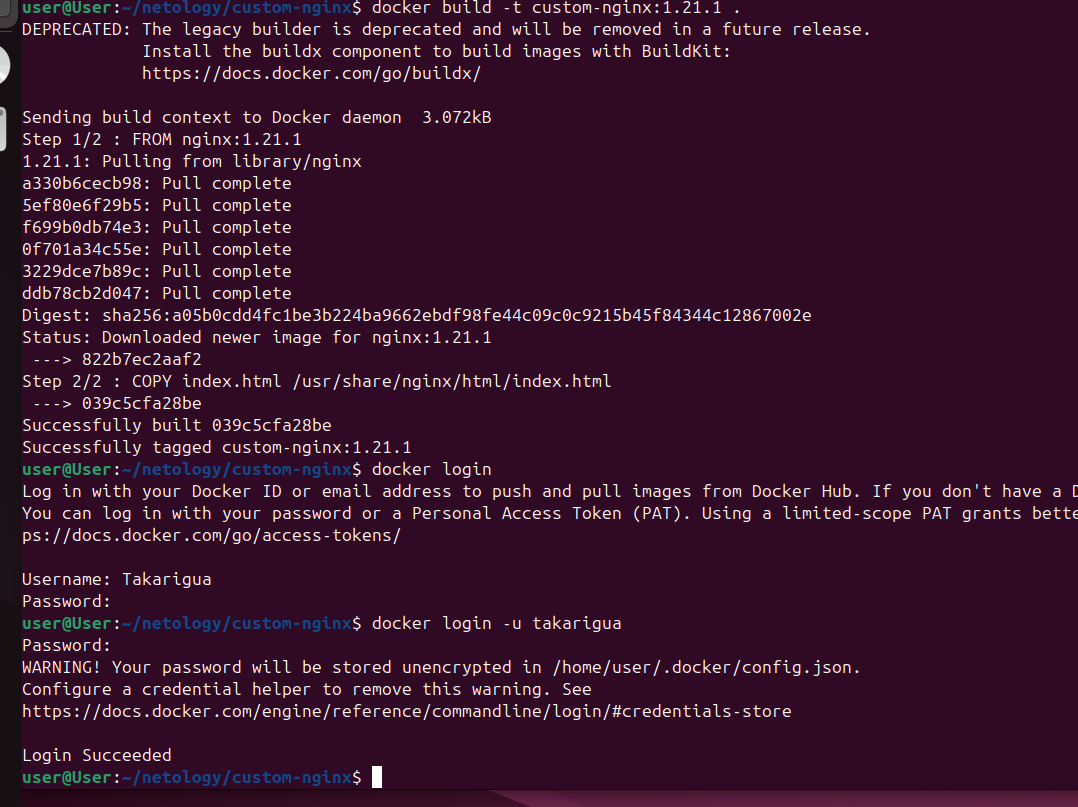 user@User:~/netology/custom-nginx$ docker build -t custom-nginx:1.21.1 .
DEPRECATED: The legacy builder is deprecated and will be removed in a future release.
            Install the buildx component to build images with BuildKit:
            https://docs.docker.com/go/buildx/

Sending build context to Docker daemon  3.072kB
Step 1/2 : FROM nginx:1.21.1
1.21.1: Pulling from library/nginx
a330b6cecb98: Pull complete
5ef80e6f29b5: Pull complete
f699b0db74e3: Pull complete
0f701a34c55e: Pull complete
3229dce7b89c: Pull complete
ddb78cb2d047: Pull complete
Digest: sha256:a05b0cdd4fc1be3b224ba9662ebdf98fe44c09c0c9215b45f84344c12867002e
Status: Downloaded newer image for nginx:1.21.1
 ---> 822b7ec2aaf2
Step 2/2 : COPY index.html /usr/share/nginx/html/index.html
 ---> 039c5cfa28be
Successfully built 039c5cfa28be
Successfully tagged custom-nginx:1.21.1
user@User:~/netology/custom-nginx$ docker login
Log in with your Docker ID or email address to push and pull images from Docker Hub. If you don't have a D
You can log in with your password or a Personal Access Token (PAT). Using a limited-scope PAT grants bette
ps://docs.docker.com/go/access-tokens/

Username: Takarigua
Password:
user@User:~/netology/custom-nginx$ docker login -u takarigua
Password:
WARNING! Your password will be stored unencrypted in /home/user/.docker/config.json.
Configure a credential helper to remove this warning. See
https://docs.docker.com/engine/reference/commandline/login/#credentials-store

Login Succeeded
user@User:~/netology/custom-nginx$